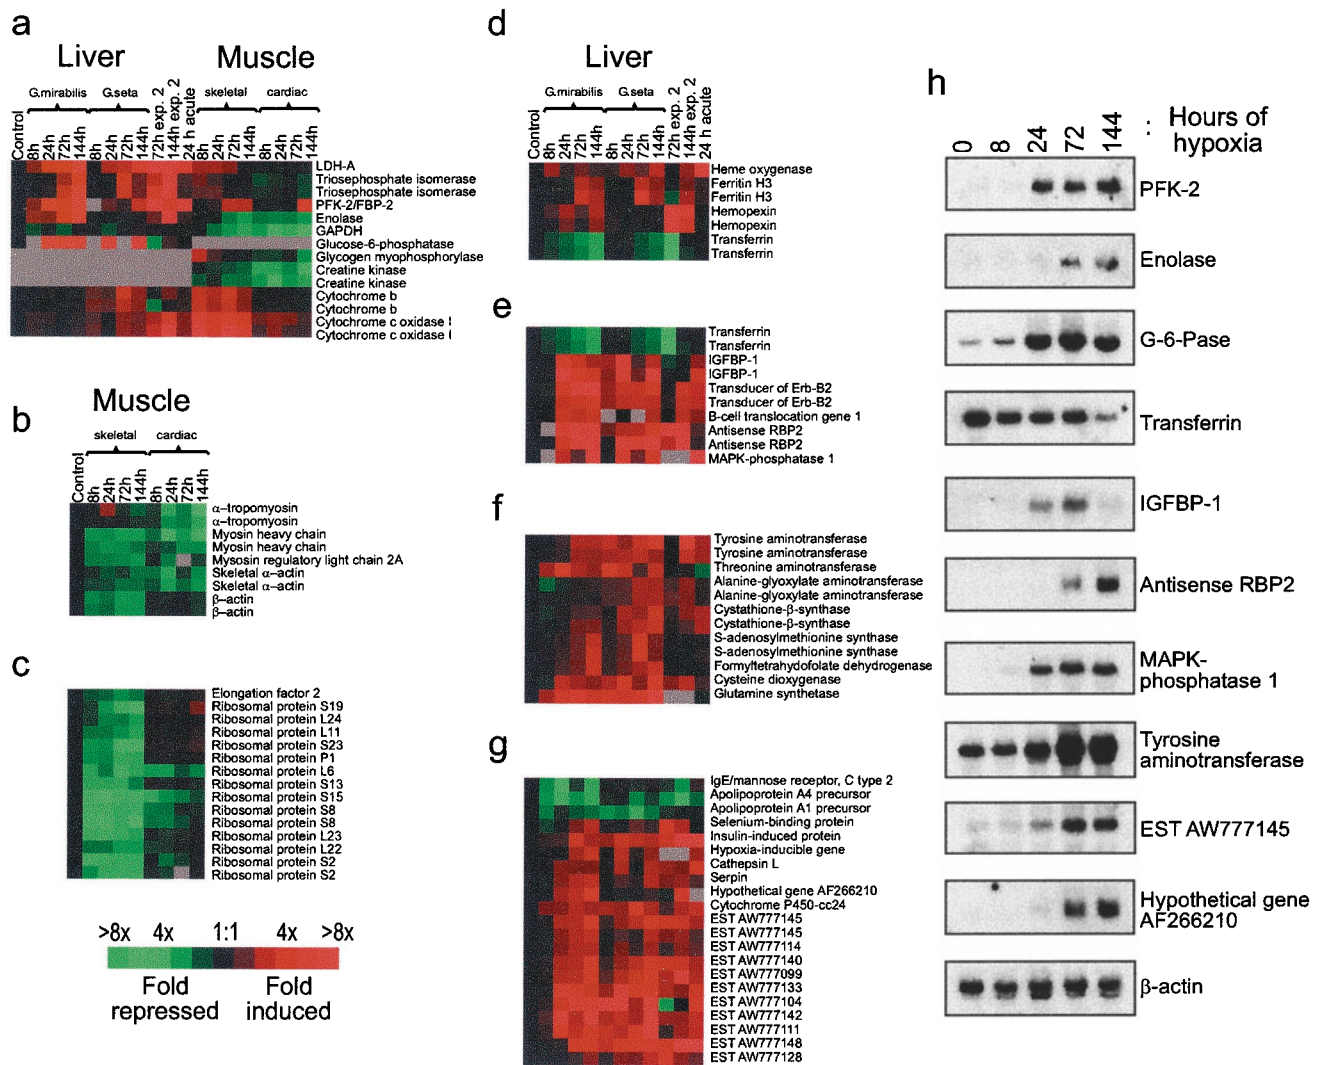 a
Liver
Muscle
G.mirabilis
G.seta
skeletal
cardiac
Control
8h
24h
72h
144h
8h
24h
72h
144h
72h exp. 2
144h exp. 2
24 h acute
8h
24h
72h
144h
8h
24h
72h
144h
LDH-A
Triosephosphate isomerase
Triosephosphate isomerase
PFK-2/FBP-2
Enolase
GAPDH
Glucose-6-phosphatase
Glycogen myophosphorylase
Creatine kinase
Creatine kinase
Cytochrome b
Cytochrome b
Cytochrome c oxidase I
Cytochrome c oxidase I
b
Muscle
skeletal
cardiac
Control
8h
24h
72h
144h
8h
24h
72h
144h
α–tropomyosin
α–tropomyosin
Myosin heavy chain
Myosin heavy chain
Mysosin regulatory light chain 2A
Skeletal α–actin
Skeletal α–actin
β–actin
β–actin
c
Elongation factor 2
Ribosomal protein S19
Ribosomal protein L24
Ribosomal protein L11
Ribosomal protein S23
Ribosomal protein P1
Ribosomal protein L6
Ribosomal protein S13
Ribosomal protein S15
Ribosomal protein S8
Ribosomal protein S8
Ribosomal protein L23
Ribosomal protein L22
Ribosomal protein S2
Ribosomal protein S2
>8x 4x 1:1 4x >8x
Fold repressed
Fold induced
d
Liver
G.mirabilis
G.seta
Control
8h
24h
72h
144h
8h
24h
72h
144h
72h exp. 2
144h exp. 2
24 h acute
Heme oxygenase
Ferritin H3
Ferritin H3
Hemopexin
Hemopexin
Transferrin
Transferrin
e
Transferrin
Transferrin
IGFBP-1
IGFBP-1
Transducer of Erb-B2
Transducer of Erb-B2
B-cell translocation gene 1
Antisense RBP2
Antisense RBP2
MAPK-phosphatase 1
f
Tyrosine aminotransferase
Tyrosine aminotransferase
Threonine aminotransferase
Alanine-glyoxylate aminotransferase
Alanine-glyoxylate aminotransferase
Cystathione-β-synthase
Cystathione-β-synthase
S-adenosylmethionine synthase
S-adenosylmethionine synthase
Formyltetrahydofolate dehydrogenase
Cysteine dioxygenase
Glutamine synthetase
g
IgE/mannose receptor, C type 2
Apolipoprotein A4 precursor
Apolipoprotein A1 precursor
Selenium-binding protein
Insulin-induced protein
Hypoxia-inducible gene
Cathepsin L
Serpin
Hypothetical gene AF266210
Cytochrome P450-cc24
EST AW777145
EST AW777145
EST AW777114
EST AW777140
EST AW777099
EST AW777133
EST AW777104
EST AW777142
EST AW777111
EST AW777148
EST AW777128
h
0 8 24 72 144 : Hours of
hypoxia
PFK-2
Enolase
G-6-Pase
Transferrin
IGFBP-1
Antisense RBP2
MAPK-
phosphatase 1
Tyrosine
aminotransferase
EST AW777145
Hypothetical gene
AF266210
β-actin